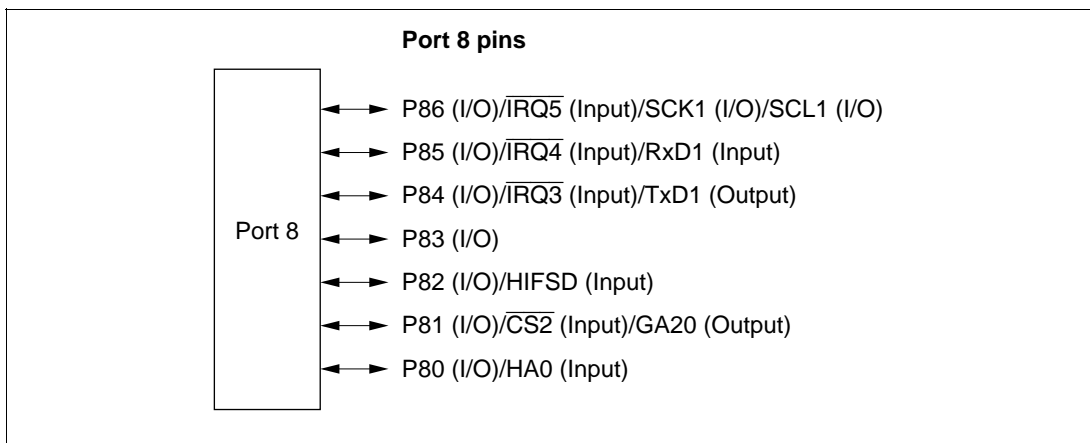 Port 8 pins
P86 (I/O)/IRQ5 (Input)/SCK1 (I/O)/SCL1 (I/O)
P85 (I/O)/IRQ4 (Input)/RxD1 (Input)
P84 (I/O)/IRQ3 (Input)/TxD1 (Output)
Port 8
P83 (I/O)
P82 (I/O)/HIFSD (Input)
P81 (I/O)/CS2 (Input)/GA20 (Output)
P80 (I/O)/HA0 (Input)